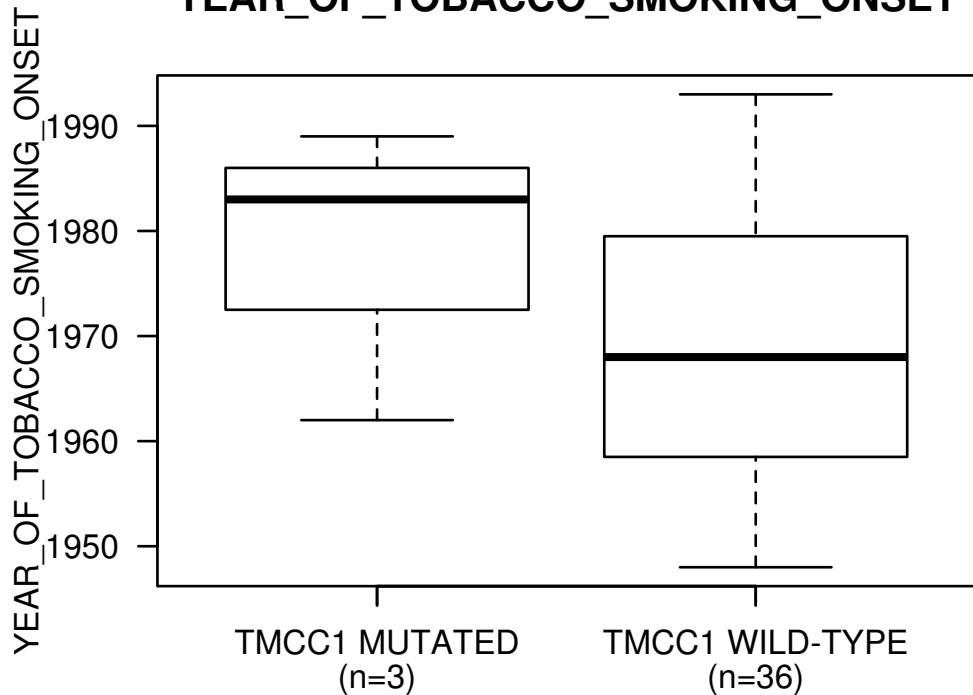 YEAR_OF_TOBACCO_SMOKING_ONSET
YEAR_OF_TOBACCO_SMOKING_ONSET
1990
1980
1970
1960
1950
TMCC1 MUTATED
(n=3)
TMCC1 WILD-TYPE
(n=36)